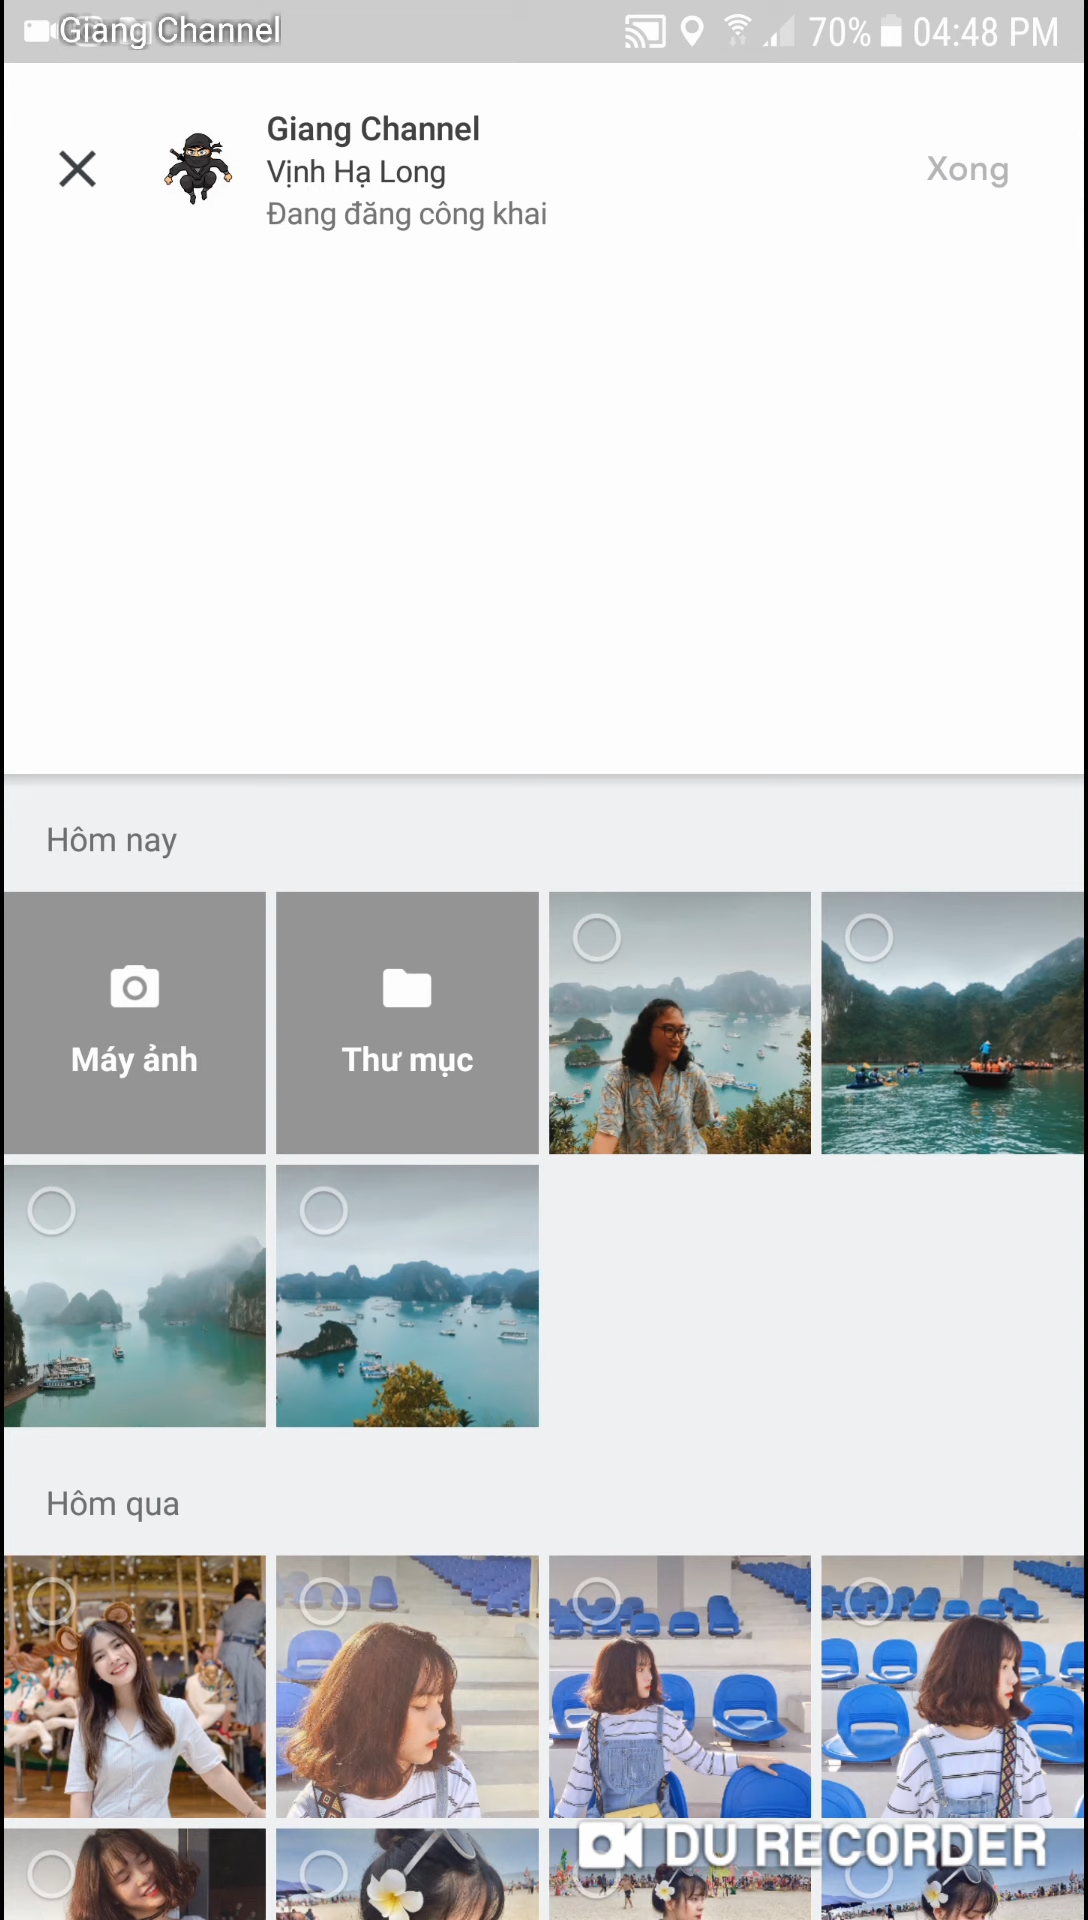 Giang Channel
70% 04:48 PM
Giang Channel
Vịnh Hạ Long
Đang đăng công khai
Xong
Hôm nay
Máy ảnh
Thư mục
Hôm qua
DU RECORDER